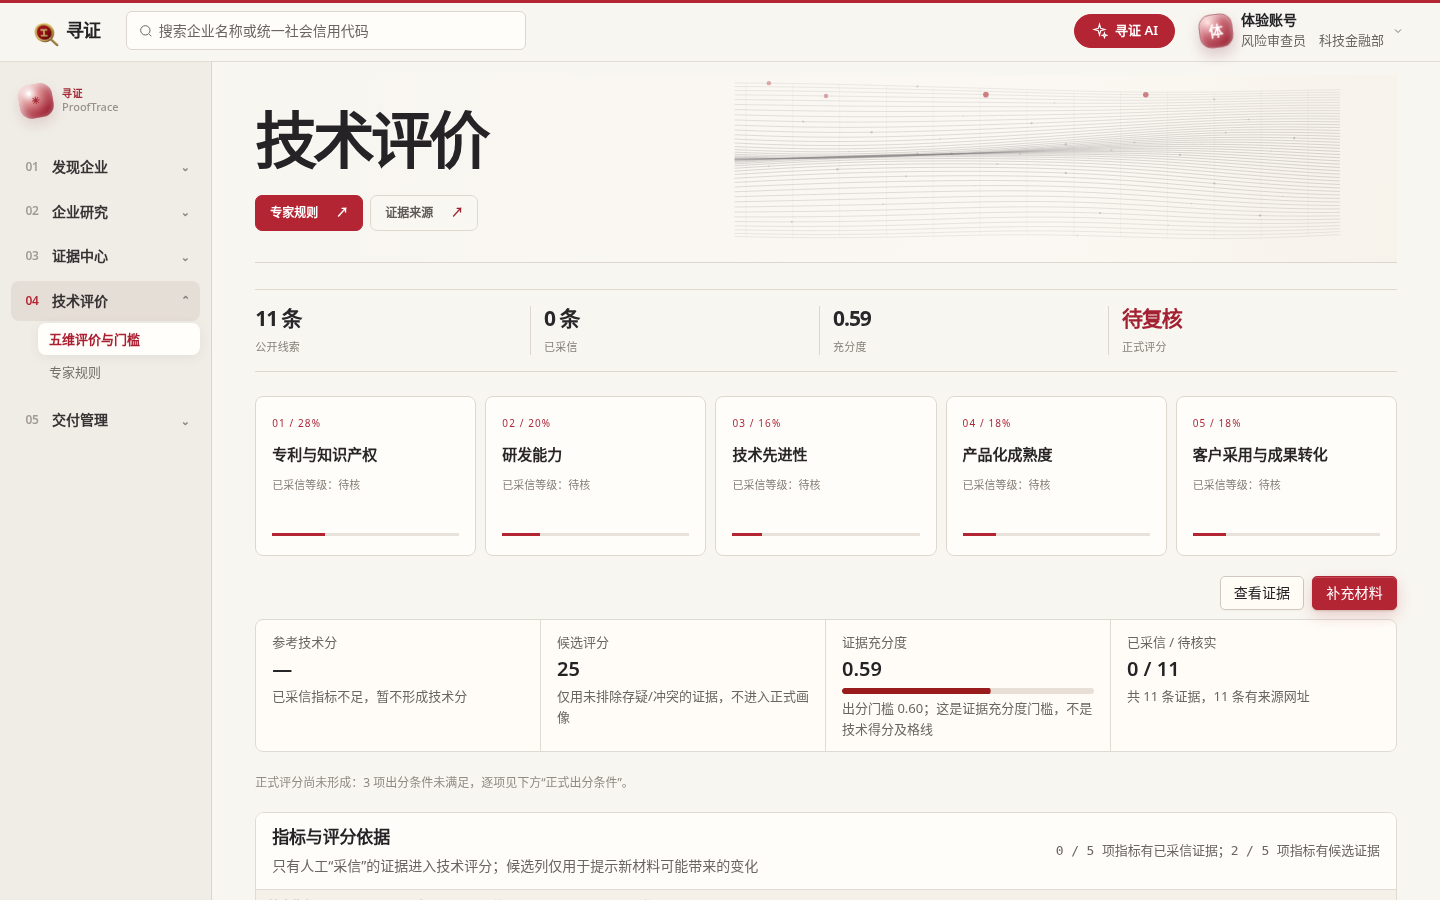 寻证
搜索企业名称或统一社会信用代码
寻证 AI
体
体验账号
风险审查员 科技金融部
寻证
ProofTrace
01 发现企业
02 企业研究
03 证据中心
04 技术评价
五维评价与门槛
专家规则
05 交付管理
技术评价
专家规则 ↗
证据来源 ↗
11 条
公开线索
0 条
已采信
0.59
充分度
待复核
正式评分
01 / 28%
专利与知识产权
已采信等级：待核
02 / 20%
研发能力
已采信等级：待核
03 / 16%
技术先进性
已采信等级：待核
04 / 18%
产品化成熟度
已采信等级：待核
05 / 18%
客户采用与成果转化
已采信等级：待核
查看证据
补充材料
参考技术分
—
已采信指标不足，暂不形成技术分
候选评分
25
仅用未排除存疑/冲突的证据，不进入正式画
像
证据充分度
0.59
出分门槛 0.60；这是证据充分度门槛，不是
技术得分及格线
已采信 / 待核实
0 / 11
共 11 条证据，11 条有来源网址
正式评分尚未形成：3 项出分条件未满足，逐项见下方“正式出分条件”。
指标与评分依据
只有人工“采信”的证据进入技术评分；候选列仅用于提示新材料可能带来的变化
0 / 5 项指标有已采信证据；2 / 5 项指标有候选证据